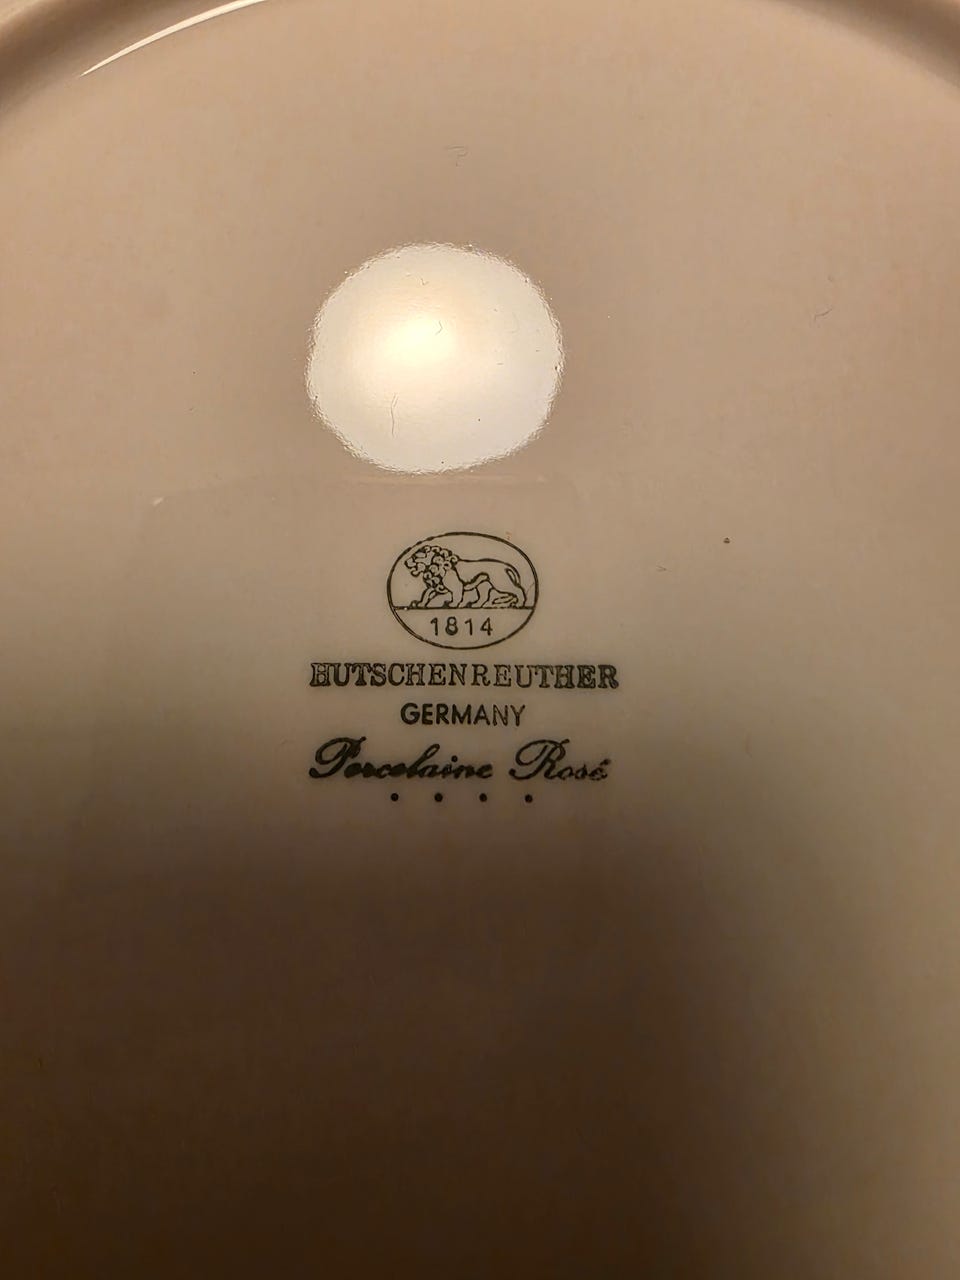 1814
HUTSCHENREUTHER
GERMANY
Porcelaine Rosé